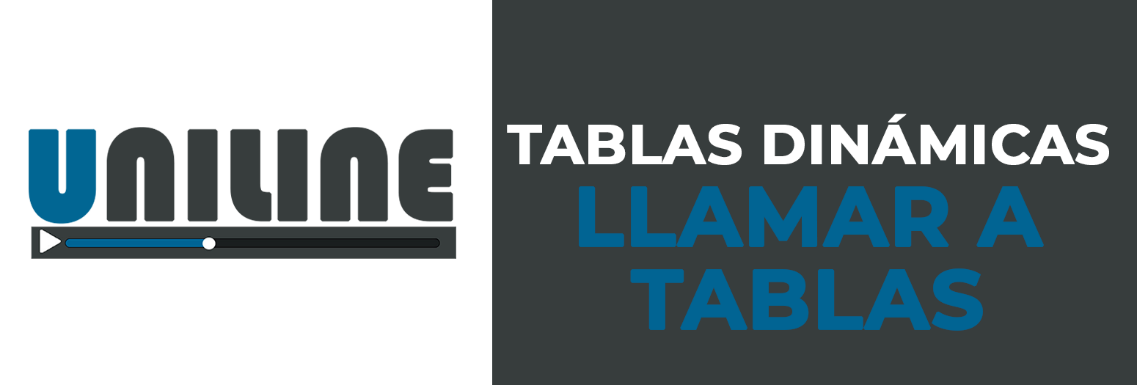 UNILINE
TABLAS DINÁMICAS
LLAMAR A
TABLAS